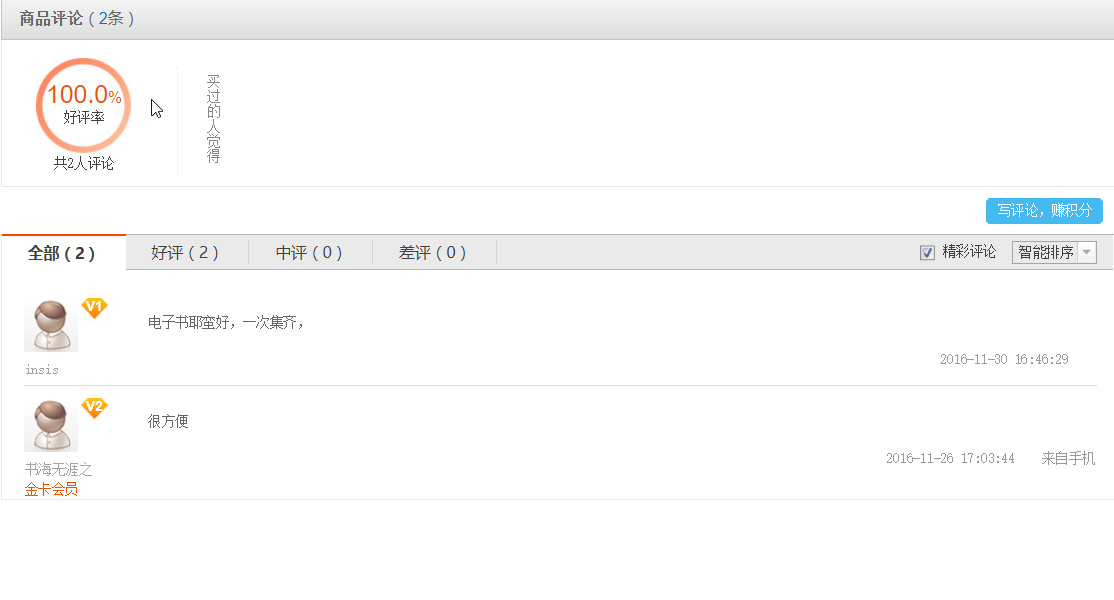 商品评论 ( 2条 )
100.0%
好评率
共2人评论
买过的人觉得
写评论，赚积分
全部 ( 2 ) 好评 ( 2 ) 中评 ( 0 ) 差评 ( 0 ) 精彩评论 智能排序
V1
电子书耶蛮好，一次集齐，
2016-11-30 16:46:29
insis
V2
很方便
2016-11-26 17:03:44 来自手机
书海无涯之
金卡会员